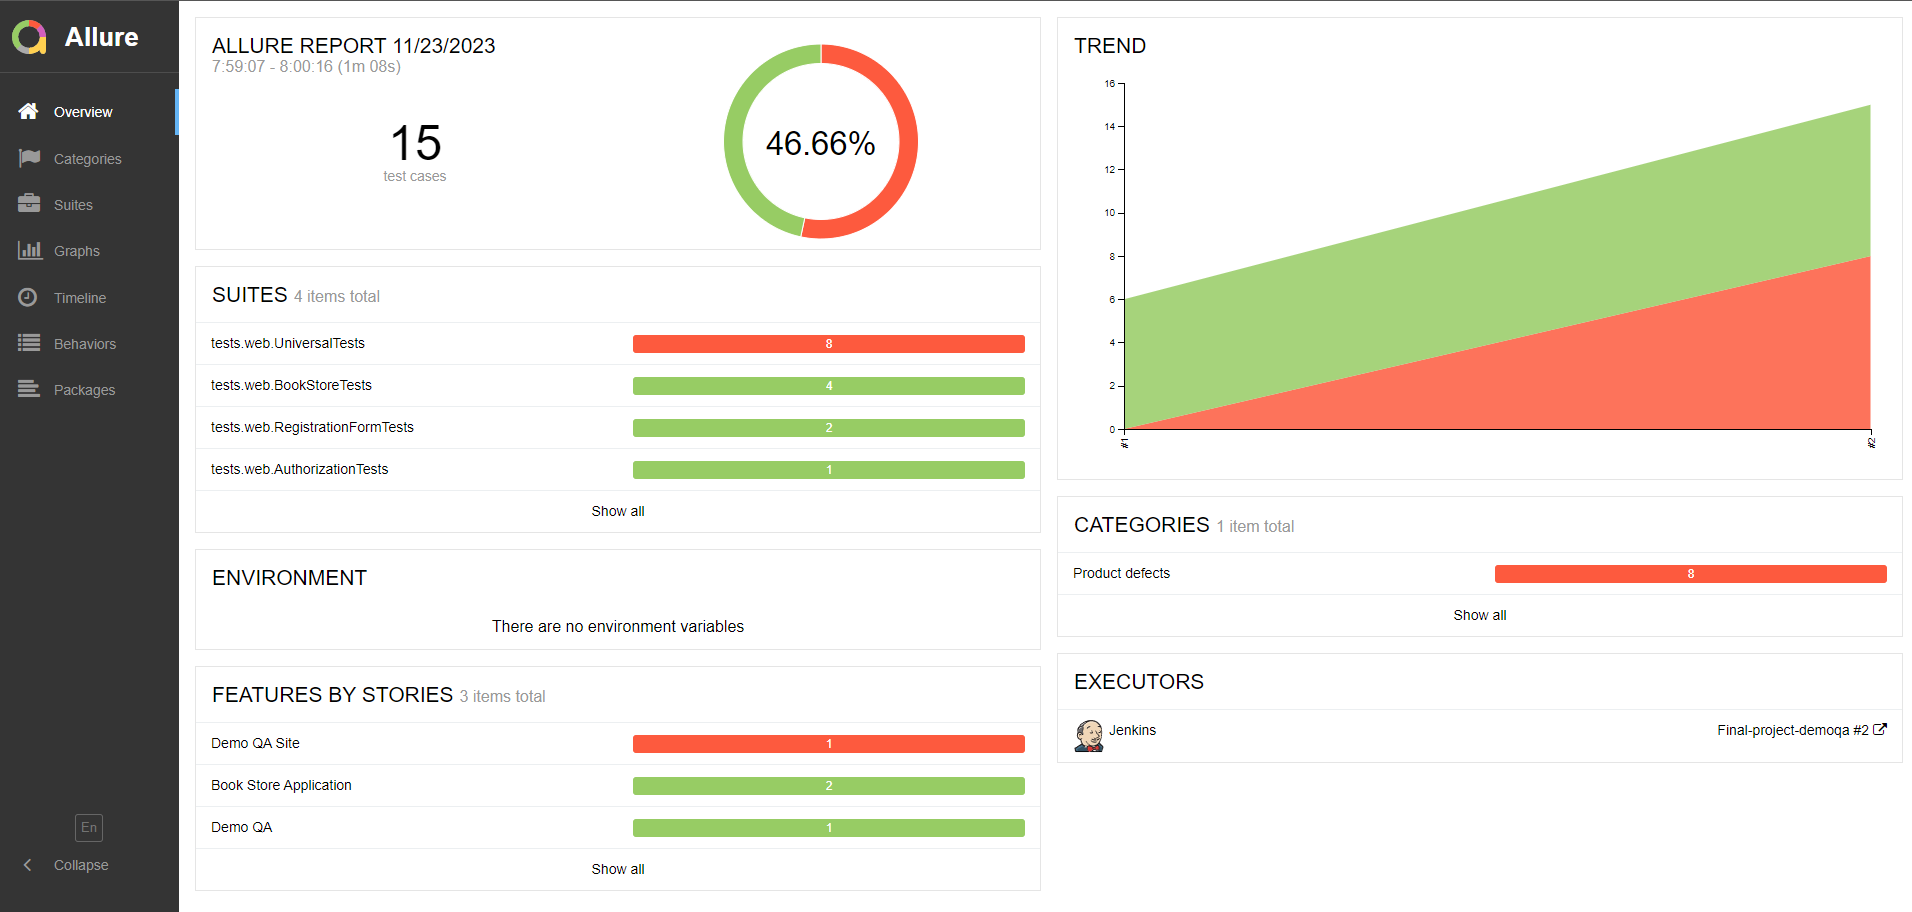 Allure
Overview
Categories
Suites
Graphs
Timeline
Behaviors
Packages
En
Collapse
ALLURE REPORT 11/23/2023
7:59:07 - 8:00:16 (1m 08s)
15
test cases
46.66%
SUITES 4 items total
tests.web.UniversalTests 8
tests.web.BookStoreTests 4
tests.web.RegistrationFormTests 2
tests.web.AuthorizationTests 1
Show all
ENVIRONMENT
There are no environment variables
FEATURES BY STORIES 3 items total
Demo QA Site 1
Book Store Application 2
Demo QA 1
Show all
TREND
16
14
12
10
8
6
4
2
0
#1 #2
CATEGORIES 1 item total
Product defects 8
Show all
EXECUTORS
Jenkins Final-project-demoqa #2